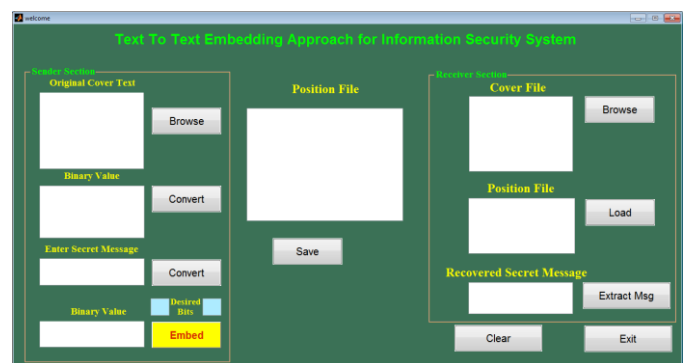 welcome
Text To Text Embedding Approach for Information Security System
Sender Section
Original Cover Text
Browse
Binary Value
Convert
Enter Secret Message
Convert
Binary Value
Desired
Bits
Embed
Position File
Save
Receiver Section
Cover File
Browse
Position File
Load
Recovered Secret Message
Extract Msg
Clear
Exit